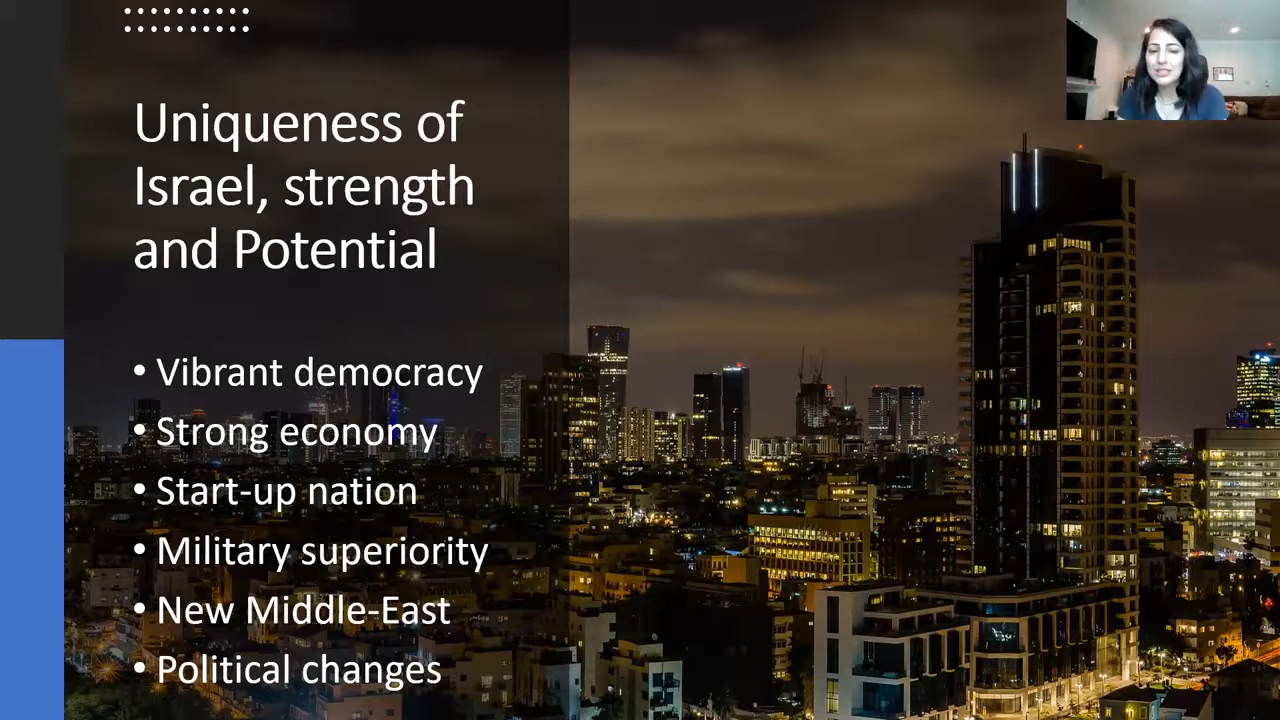 Uniqueness of
Israel, strength
and Potential
• Vibrant democracy
• Strong economy
• Start-up nation
• Military superiority
• New Middle-East
• Political changes